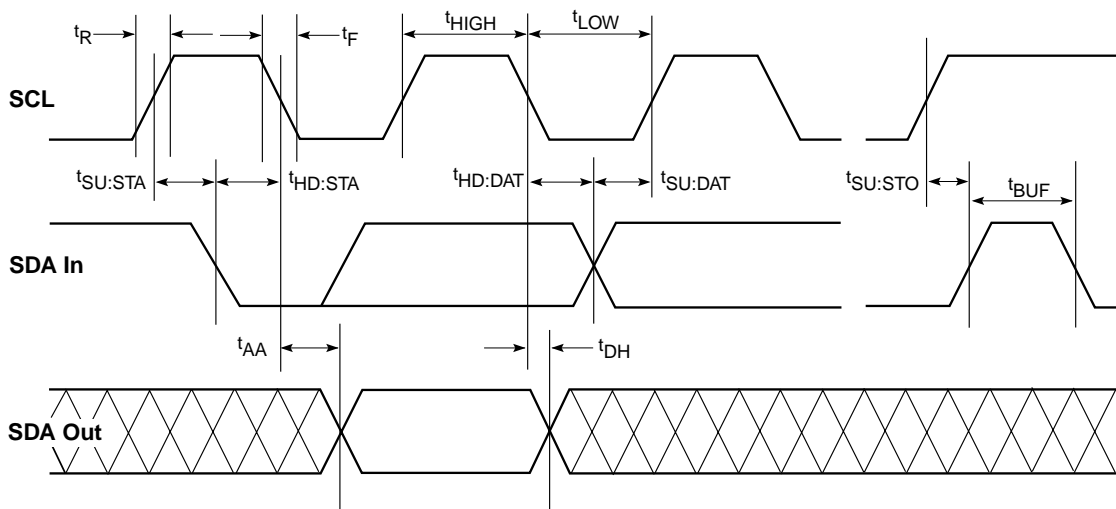 tR tF tHIGH tLOW
SCL
tSU:STA tHD:STA tHD:DAT tSU:DAT tSU:STO tBUF
SDA In
tAA tDH
SDA Out